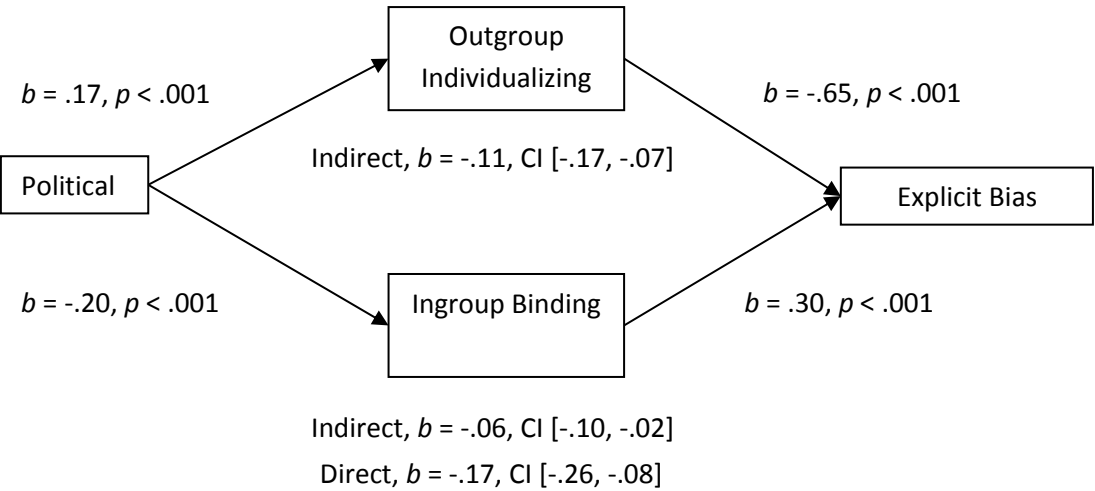 Outgroup
Individualizing
b = .17, p < .001
b = -.65, p < .001
Indirect, b = -.11, CI [-.17, -.07]
Political
Explicit Bias
b = -.20, p < .001
Ingroup Binding
b = .30, p < .001
Indirect, b = -.06, CI [-.10, -.02]
Direct, b = -.17, CI [-.26, -.08]